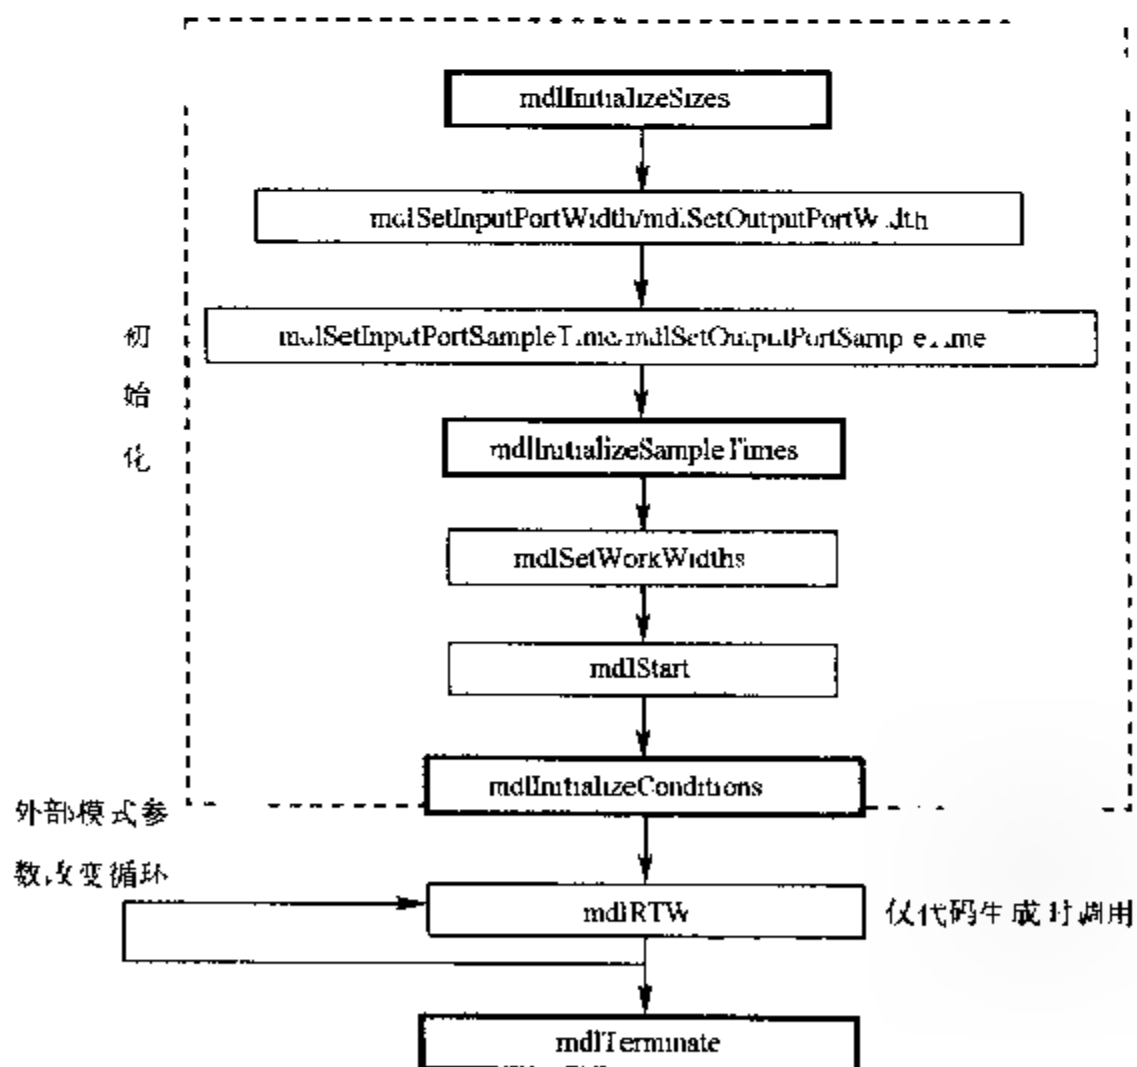 mdlInitializeSizes
mdlSetInputPortWidth/mdlSetOutputPortWidth
mdlSetInputPortSampleTime/mdlSetOutputPortSampleTime
初始化
mdlInitializeSampleTimes
mdlSetWorkWidths
mdlStart
mdlInitializeConditions
外部模式参
数改变循环
mdlRTW
仅代码生成时调用
mdlTerminate